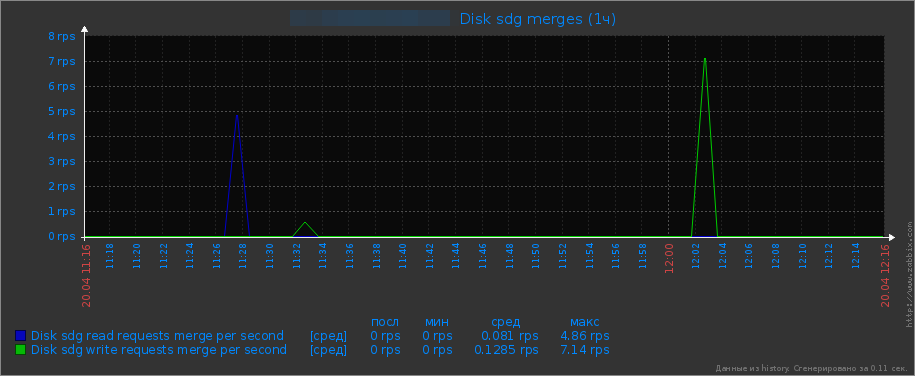 Disk sdg merges (1ч)
8 rps
7 rps
6 rps
5 rps
4 rps
3 rps
2 rps
1 rps
0 rps
20.04 11:16
11:18
11:20
11:22
11:24
11:26
11:28
11:30
11:32
11:34
11:36
11:38
11:40
11:42
11:44
11:46
11:48
11:50
11:52
11:54
11:56
11:58
12:00
12:02
12:04
12:06
12:08
12:10
12:12
12:14
20.04 12:16
http://www.zabbix.com
посл мин сред макс
Disk sdg read requests merge per second [сред] 0 rps 0 rps 0.081 rps 4.86 rps
Disk sdg write requests merge per second [сред] 0 rps 0 rps 0.1285 rps 7.14 rps
Данные из history. Сгенерировано за 0.11 сек.